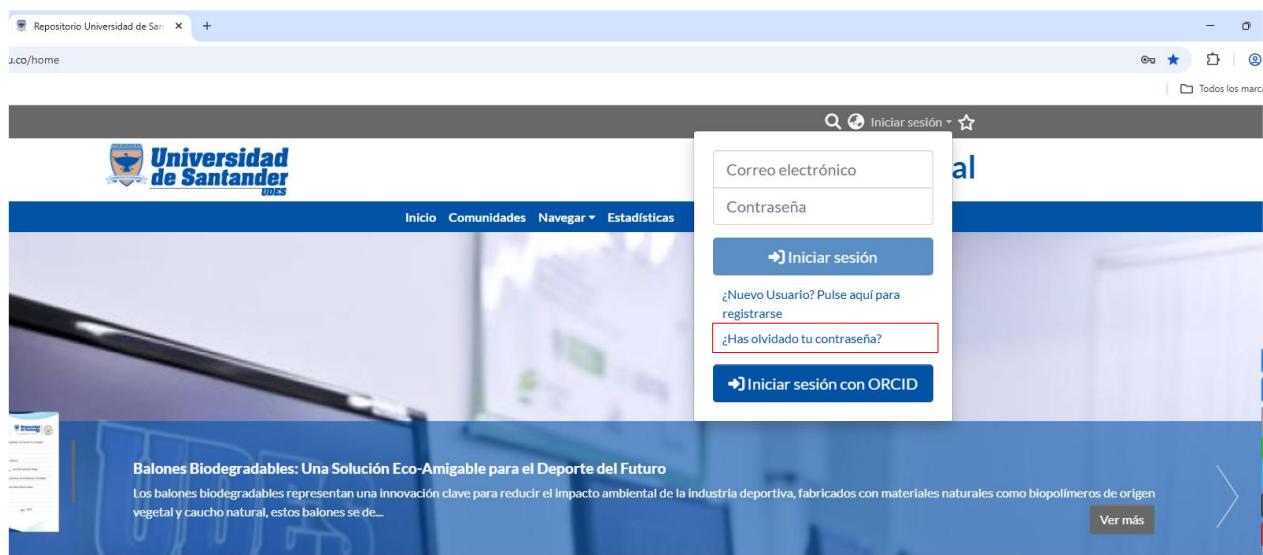 Repositorio Universidad de San
u.co/home
Todos los marca
Iniciar sesión
Universidad
de Santander
UDES
al
Inicio Comunidades Navegar Estadísticas
Correo electrónico
Contraseña
Iniciar sesión
¿Nuevo Usuario? Pulse aquí para
registrarse
¿Has olvidado tu contraseña?
Iniciar sesión con ORCID
UDES
Balones Biodegradables: Una Solución Eco-Amigable para el Deporte del Futuro
Los balones biodegradables representan una innovación clave para reducir el impacto ambiental de la industria deportiva, fabricados con materiales naturales como biopolímeros de origen
vegetal y caucho natural, estos balones se de...
Ver más